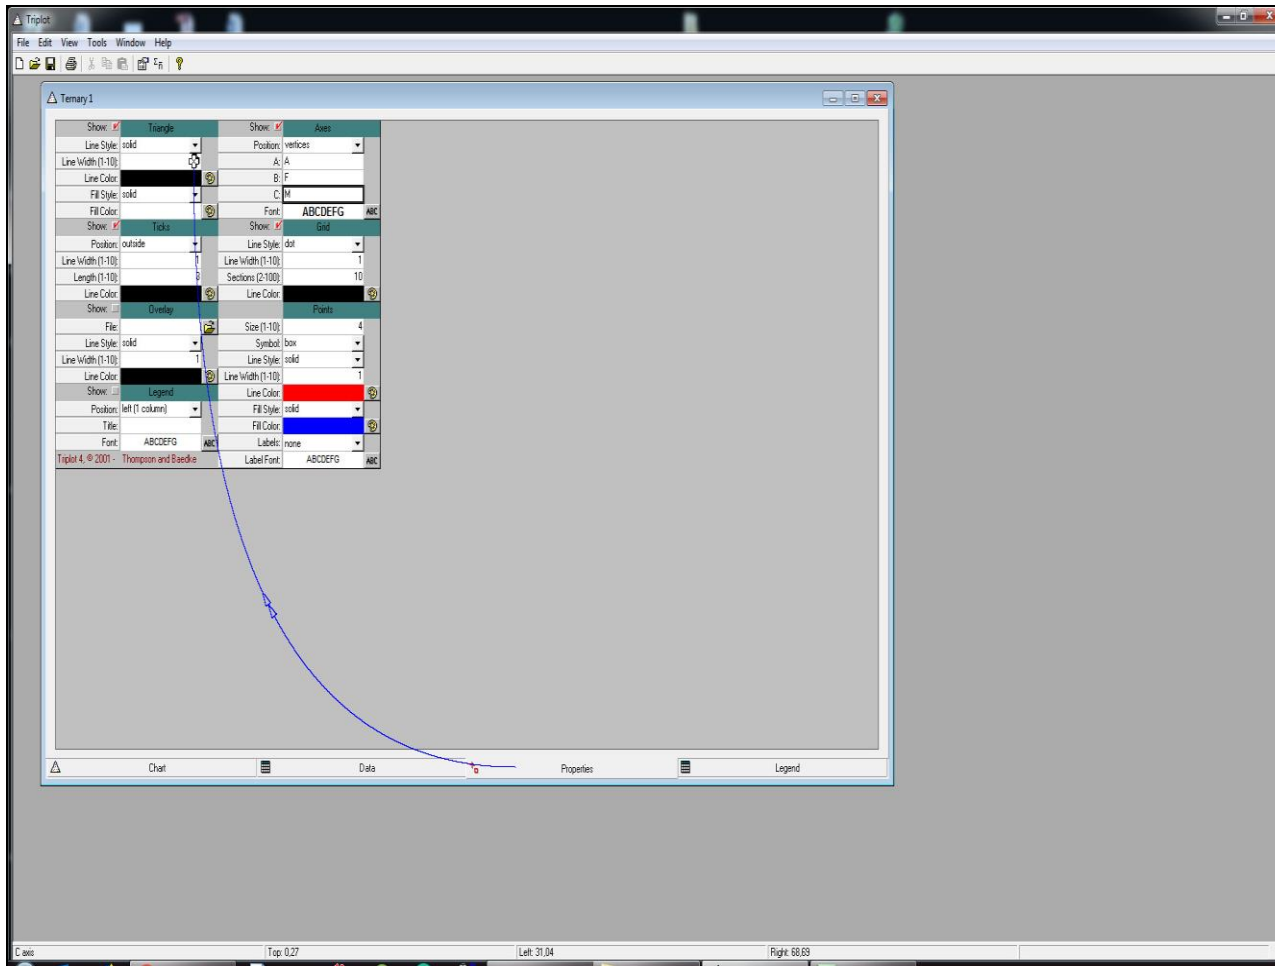 Triplot
File Edit View Tools Window Help
Ternary1
Show: Triangle Show: Axes
Line Style: solid Position: vertices
Line Width (1-10): A: A
Line Color: B: F
Fill Style: solid C: M
Fill Color: Font: ABCDEFG ABC
Show: Ticks Show: Grid
Position: outside Line Style: dot
Line Width (1-10): 1 Line Width (1-10): 1
Length (1-10): 3 Sections (2-100): 10
Line Color: Line Color:
Show: Overlay Points
File: Size (1-10): 4
Line Style: solid Symbol: box
Line Width (1-10): 1 Line Style: solid
Line Color: Line Width (1-10): 1
Show: Legend Line Color:
Position: left (1 column) Fill Style: solid
Title: Fill Color:
Font: ABCDEFG ABC Labels: none
Triplot 4, © 2001 - Thompson and Baedke Label Font: ABCDEFG ABC
Chart Data Properties Legend
C axis Top: 0,27 Left: 31,04 Right: 68,69